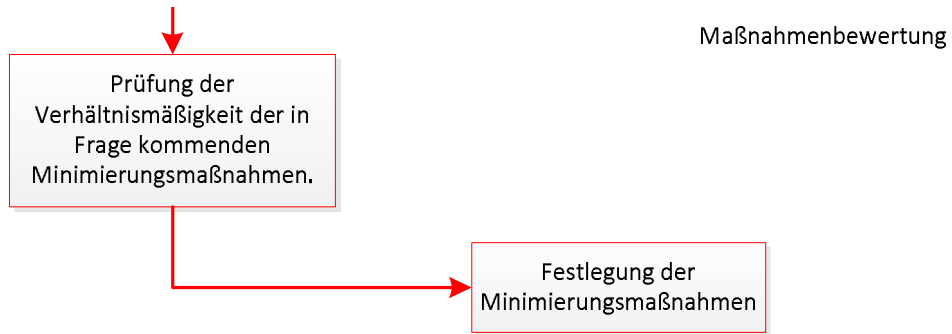 Maßnahmenbewertung
Prüfung der
Verhältnismäßigkeit der in
Frage kommenden
Minimierungsmaßnahmen.
Festlegung der
Minimierungsmaßnahmen